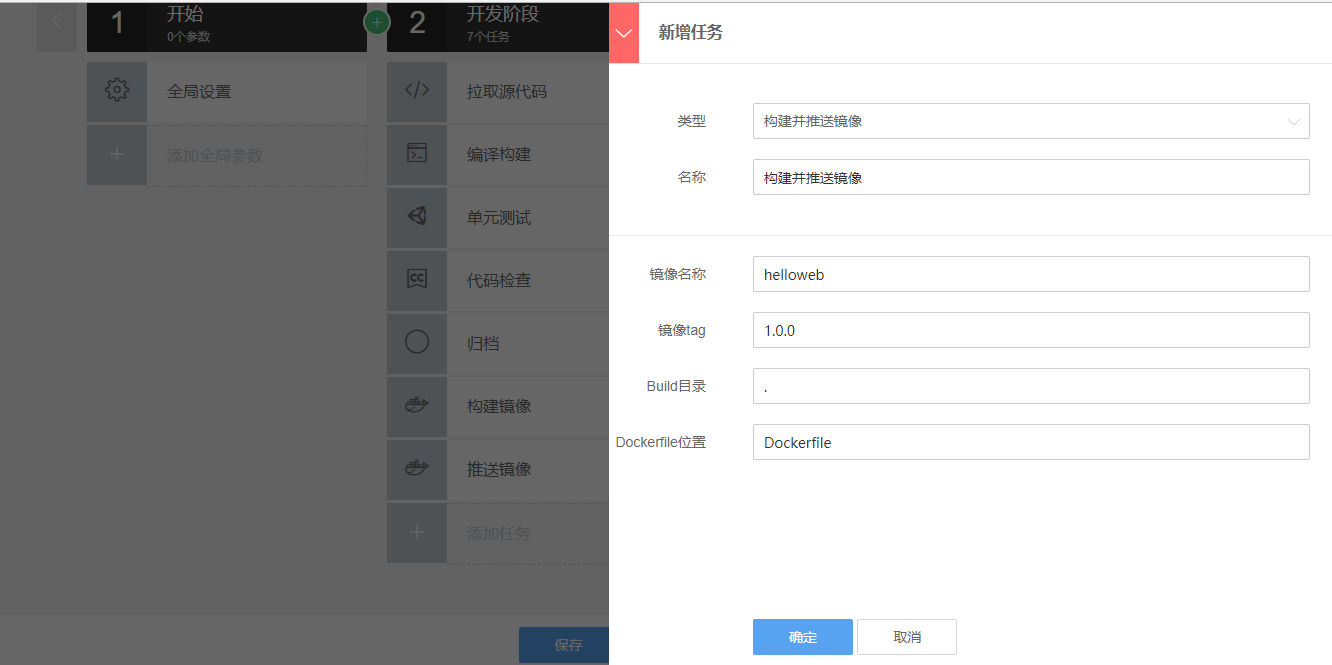 1
开始
0个参数
全局设置
添加全局参数
2
开发阶段
7个任务
拉取源代码
编译构建
单元测试
代码检查
归档
构建镜像
推送镜像
添加任务
保存
新增任务
类型 构建并推送镜像
名称 构建并推送镜像
镜像名称 helloweb
镜像tag 1.0.0
Build目录 .
Dockerfile位置 Dockerfile
确定 取消